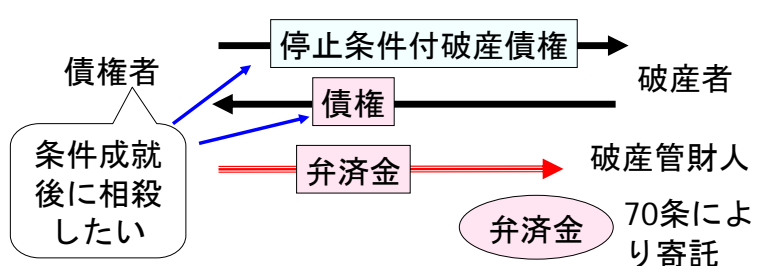 停止条件付破産債権
債権者
破産者
債権
条件成就
後に相殺
したい
弁済金
破産管財人
弁済金
70条によ
り寄託